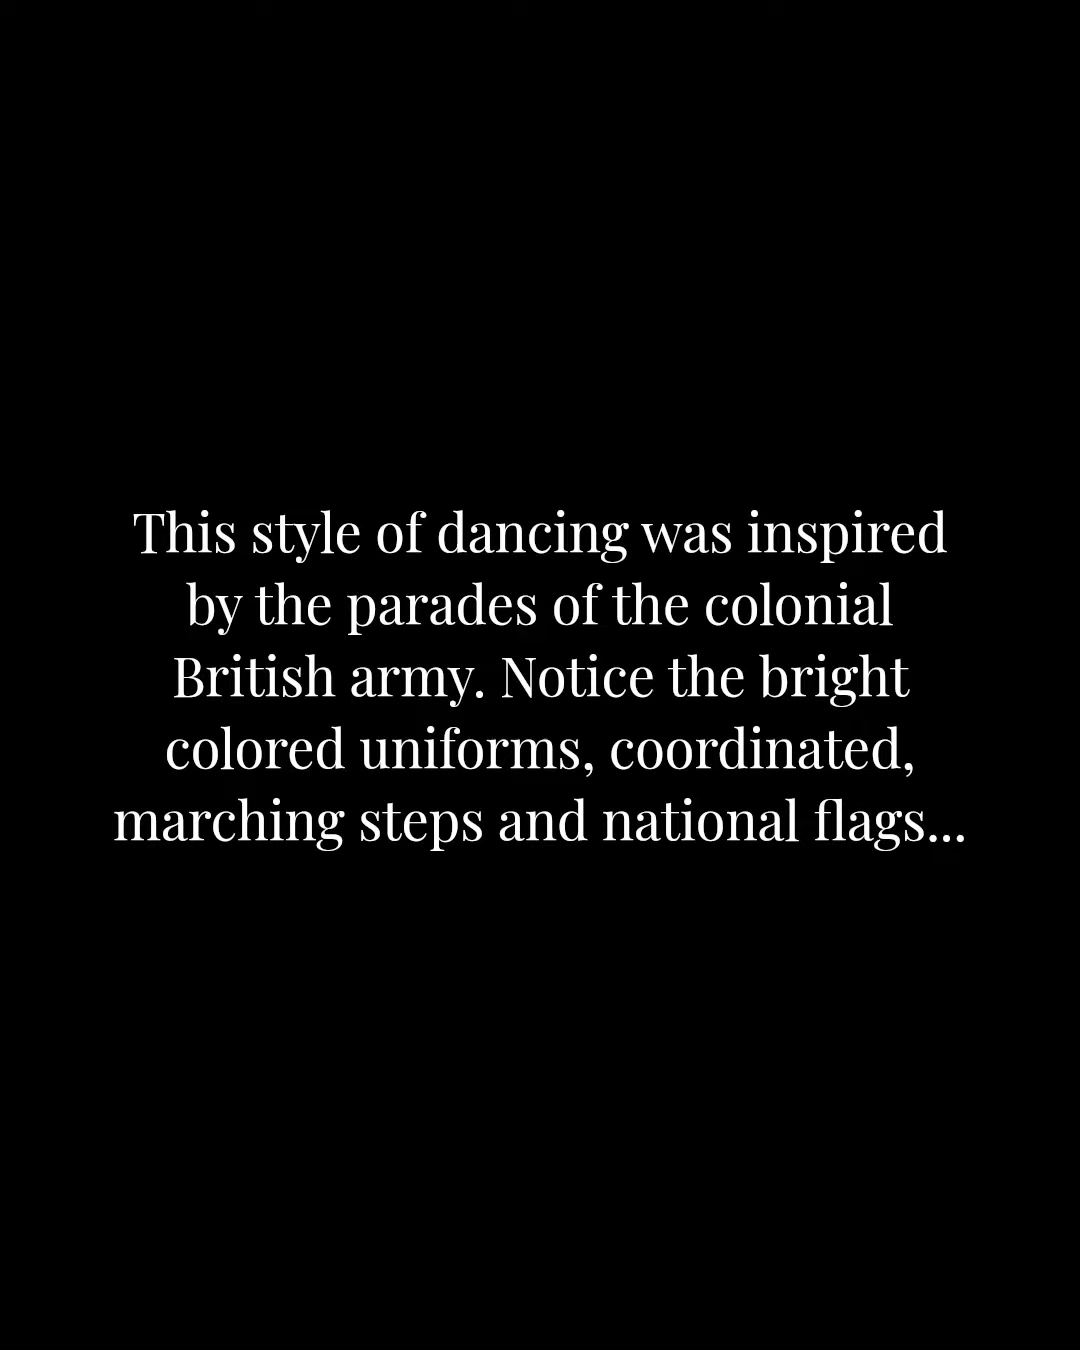 This style of dancing was inspired
by the parades of the colonial
British army. Notice the bright
colored uniforms, coordinated,
marching steps and national flags...